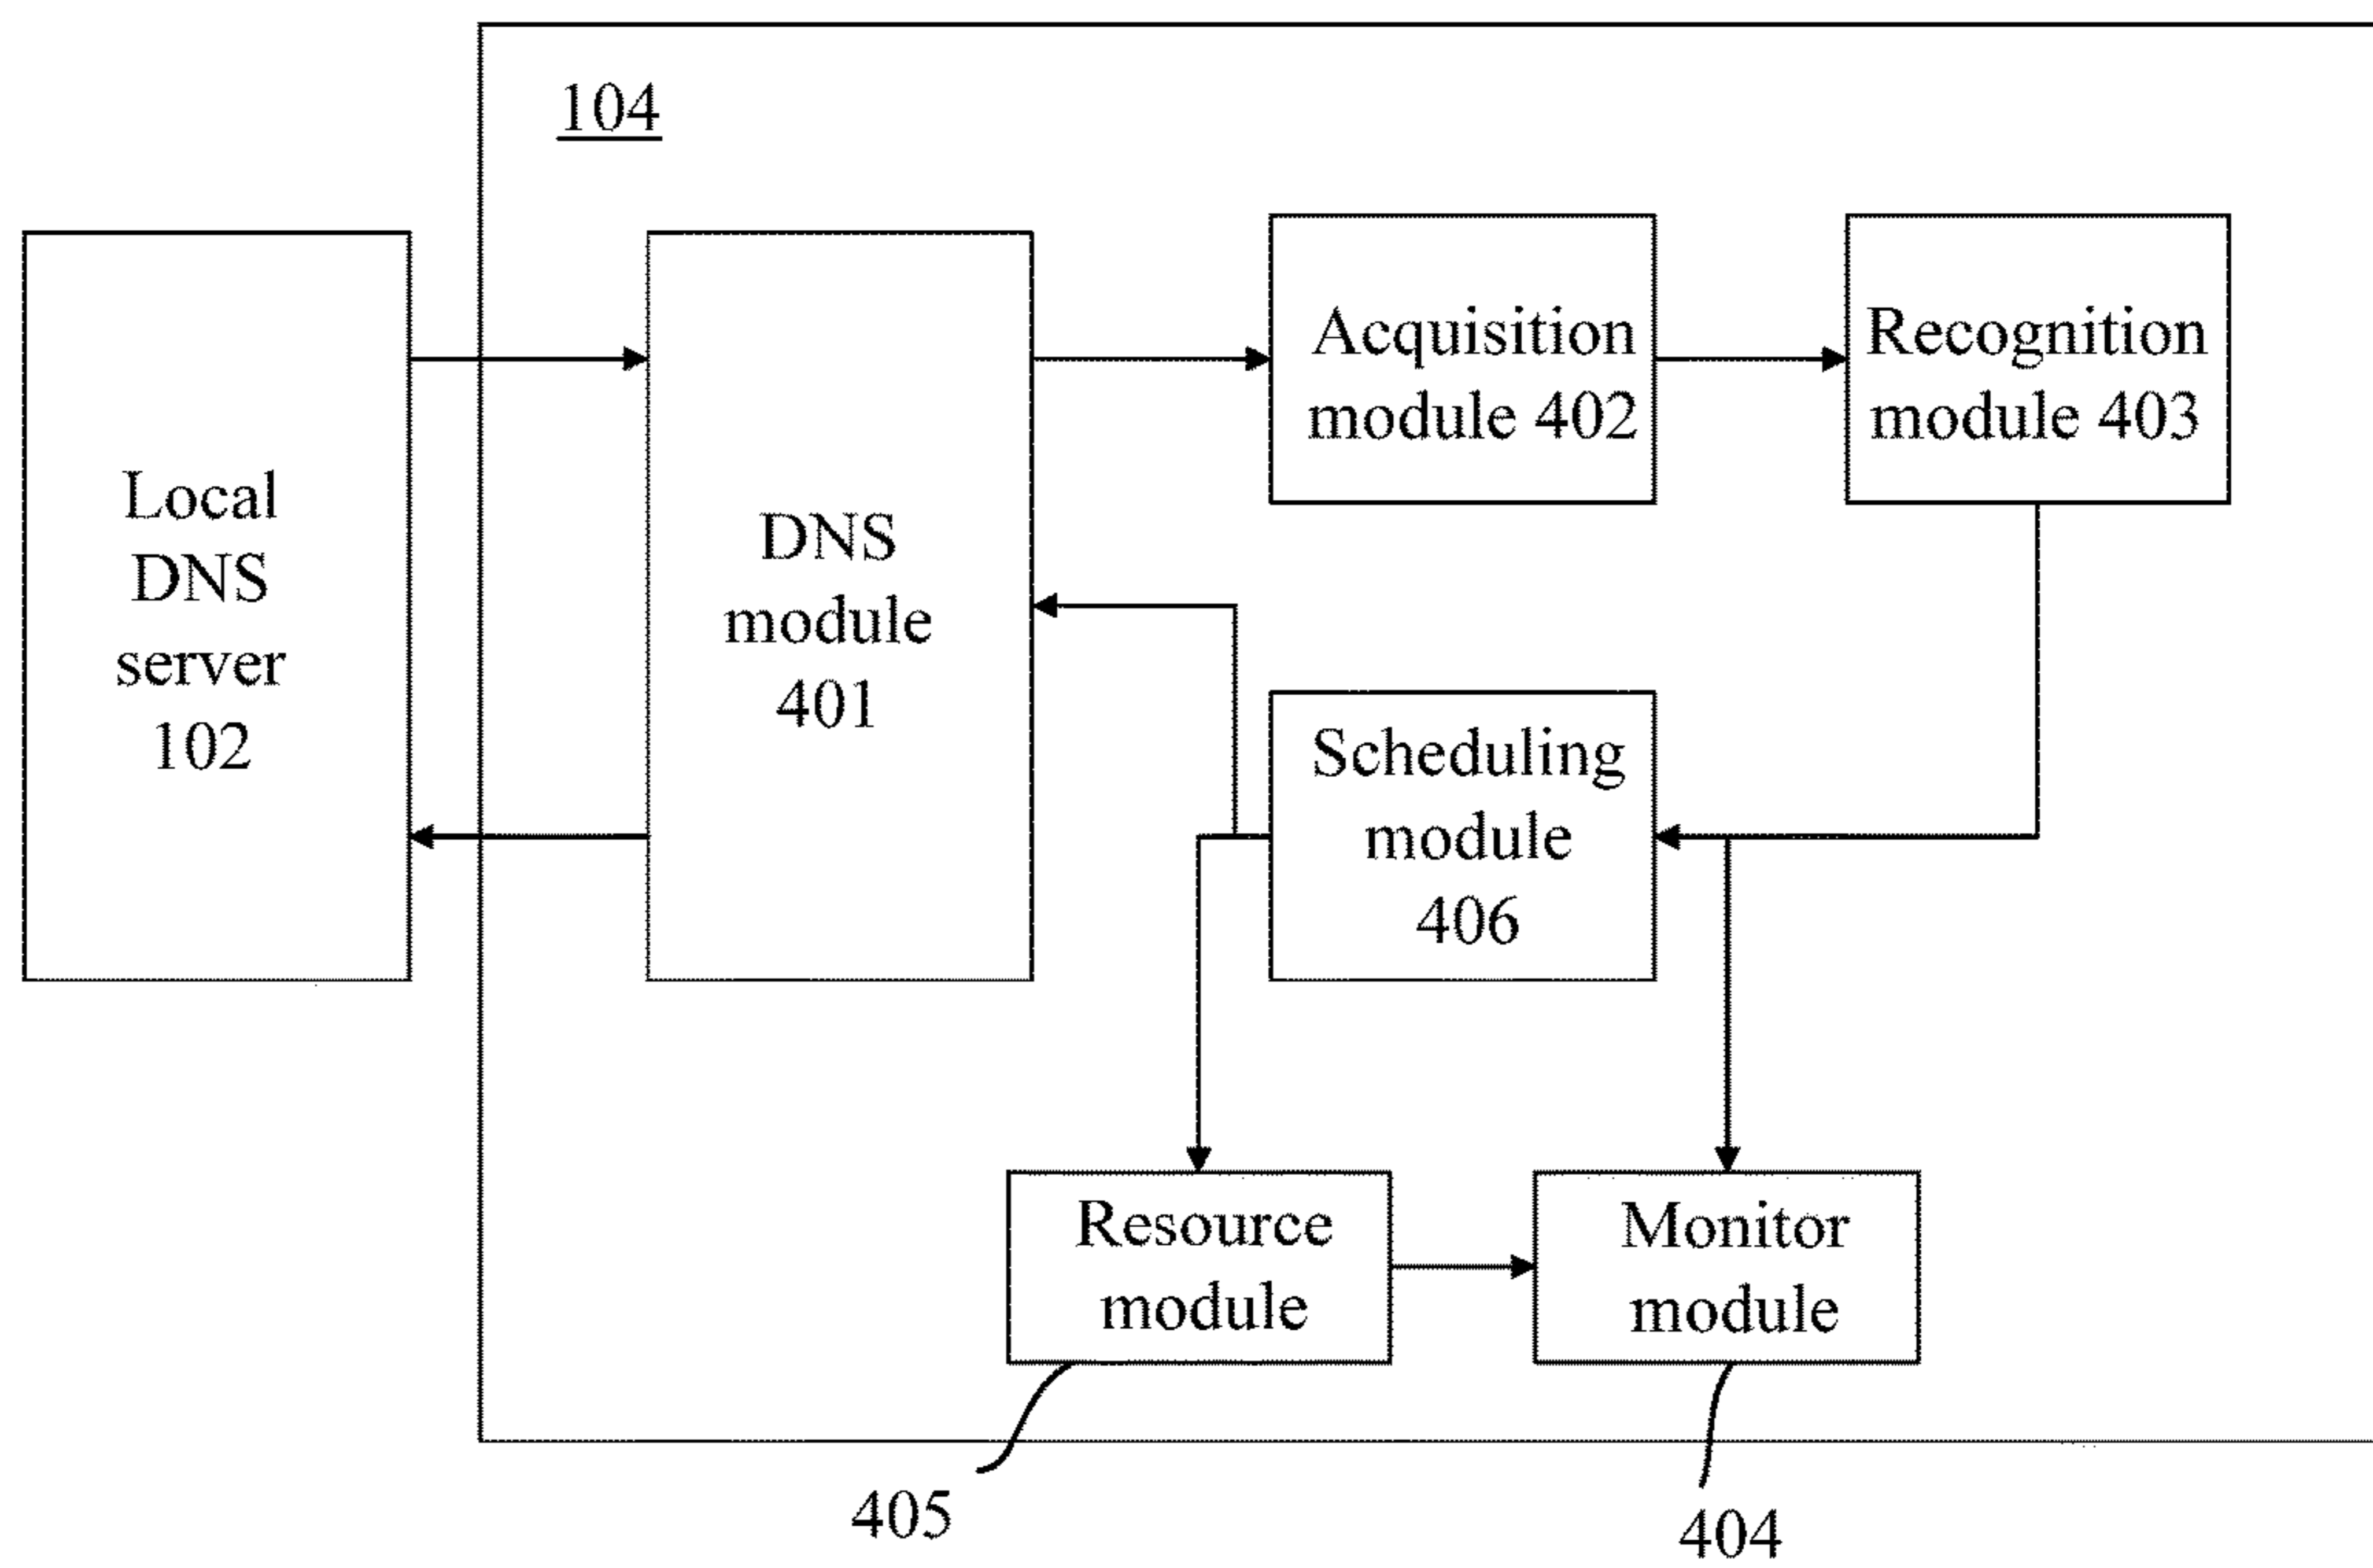 104
Local
DNS
server
102
DNS
module
401
Acquisition
module 402
Recognition
module 403
Scheduling
module
406
Resource
module
Monitor
module
405
404